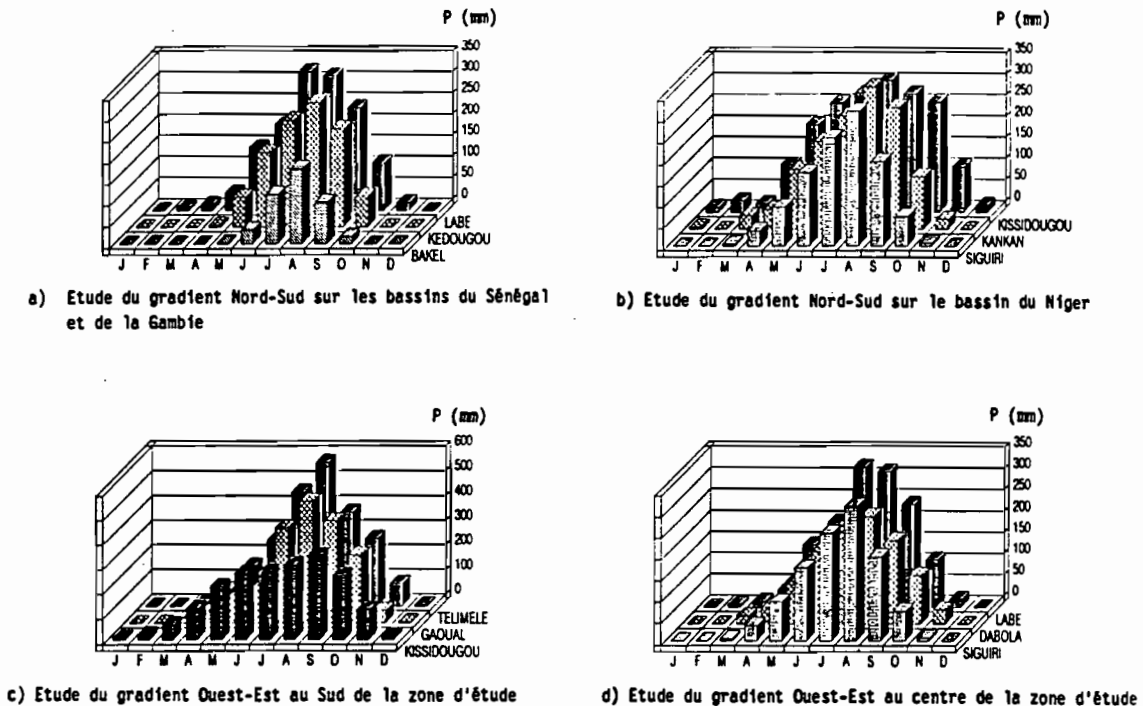 P (mm)
350
300
250
200
150
100
50
0
LABE
KEDOUGOU
BAKEL
J F M A M J J A S O N D
a) Etude du gradient Nord-Sud sur les bassins du Sénégal
et de la Gambie
P (mm)
350
300
250
200
150
100
50
0
KISSIDOUGOU
KANKAN
SIGUIRI
J F M A M J J A S O N D
b) Etude du gradient Nord-Sud sur le bassin du Niger
P (mm)
600
500
400
300
200
100
0
TELIMELE
GAOUAL
KISSIDOUGOU
J F M A M J J A S O N D
c) Etude du gradient Ouest-Est au Sud de la zone d'étude
P (mm)
350
300
250
200
150
100
50
0
LABE
DABOLA
SIGUIRI
J F M A M J J A S O N D
d) Etude du gradient Ouest-Est au centre de la zone d'étude